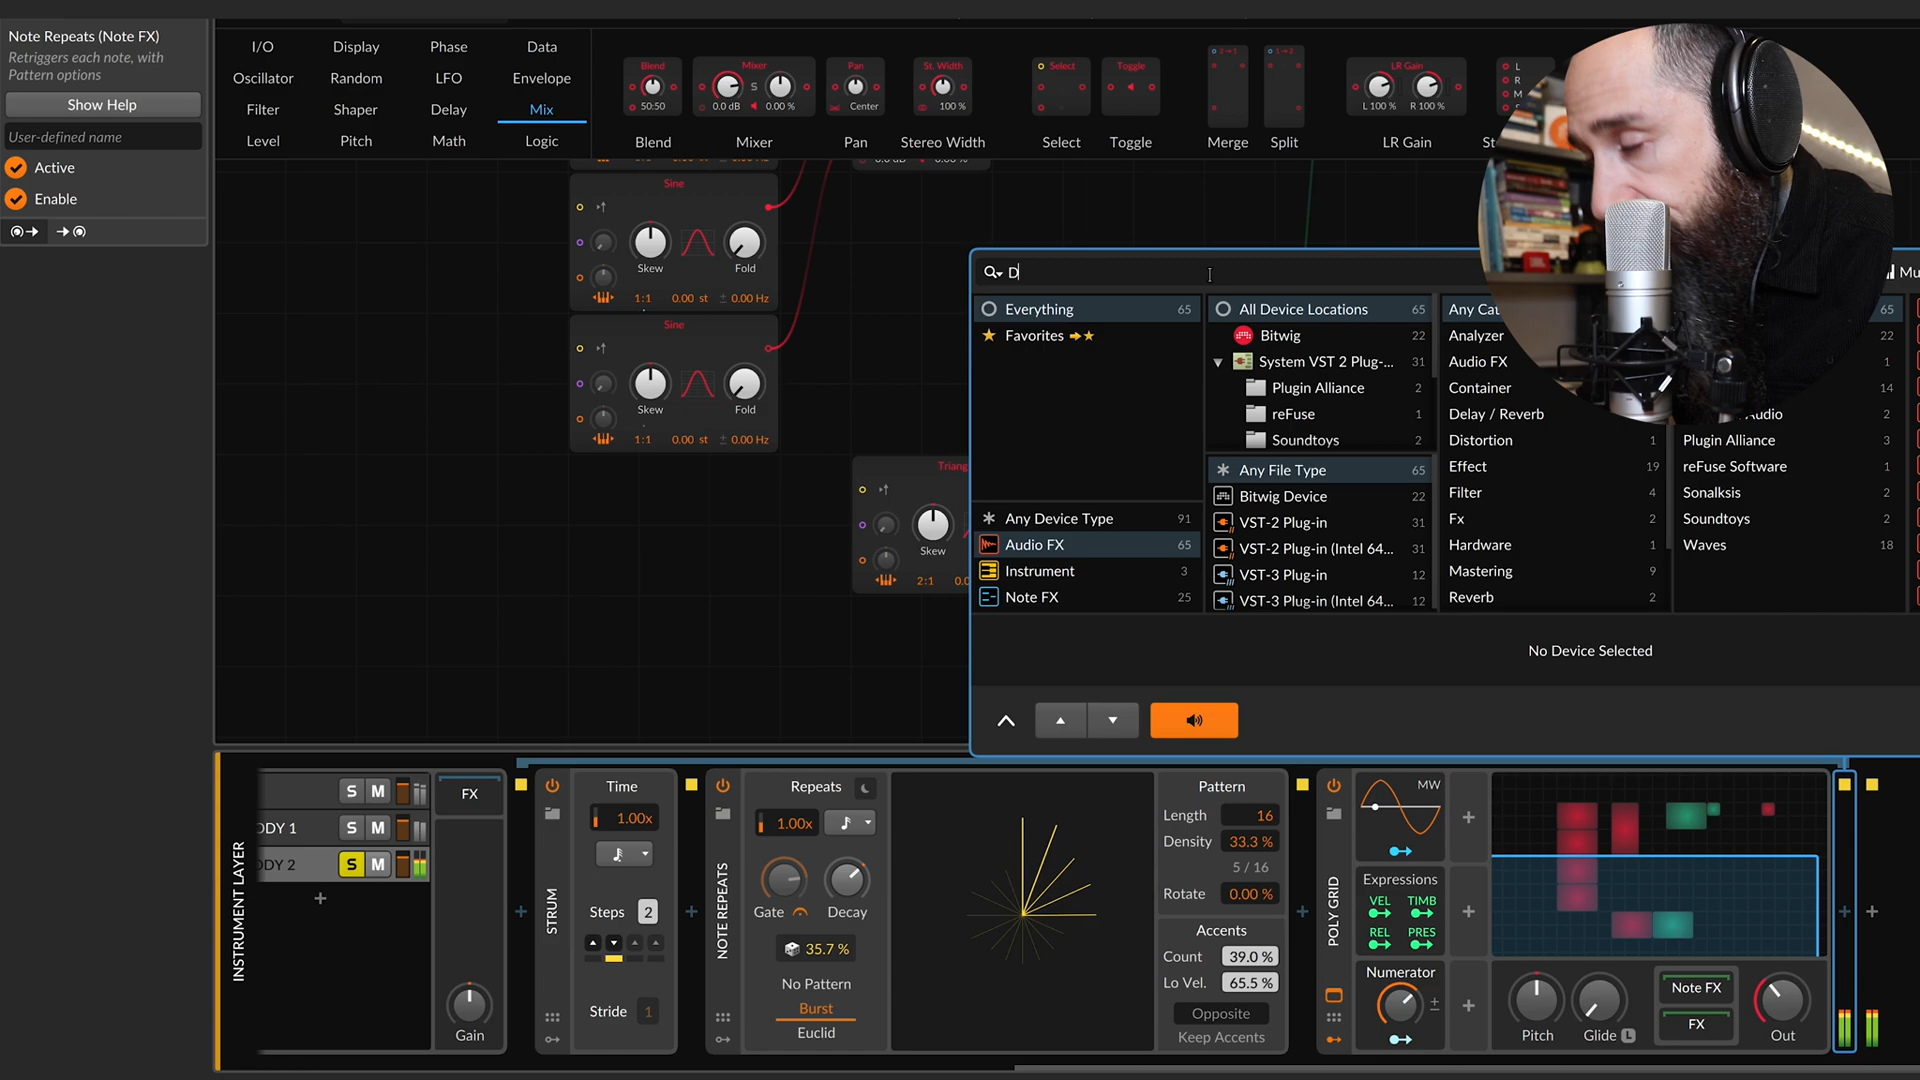 Note Repeats (Note FX)
Retriggers each note, with
Pattern options
Show Help
User-defined name
Active
Enable
I/O
Display
Phase
Data
Oscillator
Random
LFO
Envelope
Filter
Shaper
Delay
Mix
Level
Pitch
Math
Logic
Blend
50:50
Blend
Mixer
0.0 dB
S
0.00 %
Mixer
Pan
Center
Pan
St. Width
100 %
Stereo Width
Select
Select
Toggle
Toggle
Merge
Split
LR Gain
L 100 %
R 100 %
LR Gain
L
R
M
S
Sine
Skew
Fold
1:1
0.00 st
± 0.00 Hz
Sine
Skew
Fold
1:1
0.00 st
± 0.00 Hz
Skew
2:1
D
Everything 65
Favorites
Any Device Type 91
Audio FX 65
Instrument 3
Note FX 25
All Device Locations 65
Bitwig 22
System VST 2 Plug-... 31
Plugin Alliance 2
reFuse 1
Soundtoys 2
Any File Type 65
Bitwig Device 22
VST-2 Plug-in 31
VST-2 Plug-in (Intel 64... 31
VST-3 Plug-in 12
VST-3 Plug-in (Intel 64... 12
Analyzer
Audio FX
Container
Delay / Reverb
Distortion 1
Effect 19
Filter 4
Fx 2
Hardware 1
Mastering 9
Reverb 2
65
22
1
14
2
Plugin Alliance 3
reFuse Software 1
Sonalksis 2
Soundtoys 2
Waves 18
No Device Selected
INSTRUMENT LAYER
S M
S M
S M
FX
Gain
STRUM
Time
1.00x
Steps 2
Stride 1
NOTE REPEATS
Repeats
1.00x
Gate
Decay
35.7 %
No Pattern
Burst
Euclid
Pattern
Length 16
Density 33.3 %
5 / 16
Rotate 0.00 %
Accents
Count 39.0 %
Lo Vel. 65.5 %
Opposite
Keep Accents
POLY GRID
MW
Expressions
VEL TIMB
REL PRES
Numerator
Pitch
Glide L
Note FX
FX
Out